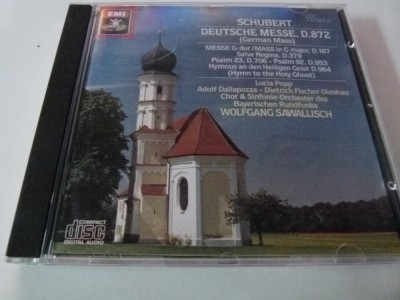 EMI
SCHUBERT
DEUTSCHE MESSE, D.872
(German Mass)
MESSE G-dur / MASS in G major, D.167
Salve Regina, D.379
Psalm 23, D.706 - Psalm 92, D.953
Hymnus an den Heiligen Geist D.964
(Hymn to the Holy Ghost)
Lucia Popp
Adolf Dallapozza - Dietrich Fischer-Dieskau
Chor & Sinfonie-Orchester des
Bayerischen Rundfunks
WOLFGANG SAWALLISCH
COMPACT
disc
DIGITAL AUDIO